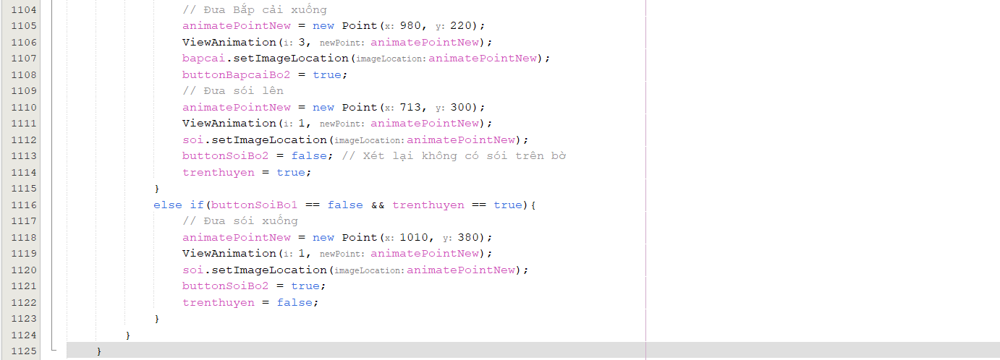 1104 // Đưa Bắp cải xuống
1105 animatePointNew = new Point(x: 980, y: 220);
1106 ViewAnimation(i: 3, newPoint: animatePointNew);
1107 bapcai.setImageLocation(imageLocation: animatePointNew);
1108 buttonBapcaiBo2 = true;
1109 // Đưa sói lên
1110 animatePointNew = new Point(x: 713, y: 300);
1111 ViewAnimation(i: 1, newPoint: animatePointNew);
1112 soi.setImageLocation(imageLocation: animatePointNew);
1113 buttonSoiBo2 = false; // Xét lại không có sói trên bờ
1114 trenthuyen = true;
1115 }
1116 else if(buttonSoiBo1 == false && trenthuyen == true){
1117 // Đưa sói xuống
1118 animatePointNew = new Point(x: 1010, y: 380);
1119 ViewAnimation(i: 1, newPoint: animatePointNew);
1120 soi.setImageLocation(imageLocation: animatePointNew);
1121 buttonSoiBo2 = true;
1122 trenthuyen = false;
1123 }
1124 }
1125 }